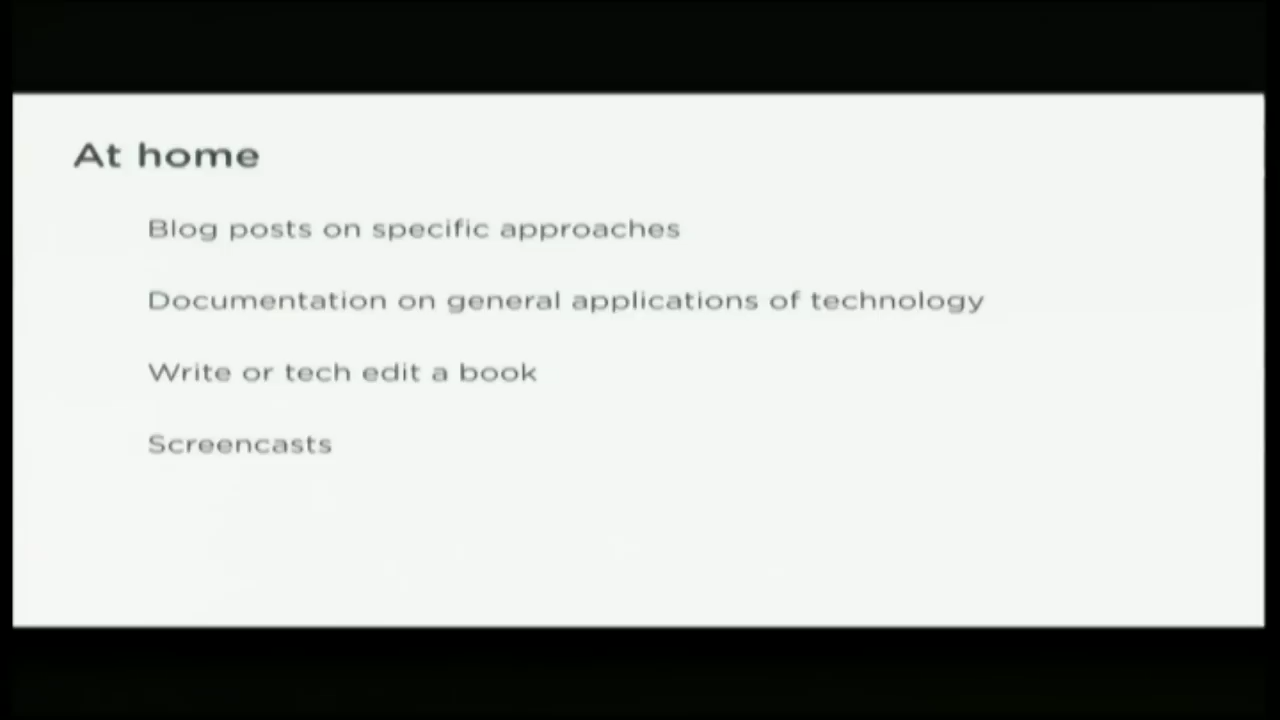 At home
Blog posts on specific approaches
Documentation on general applications of technology
Write or tech edit a book
Screencasts